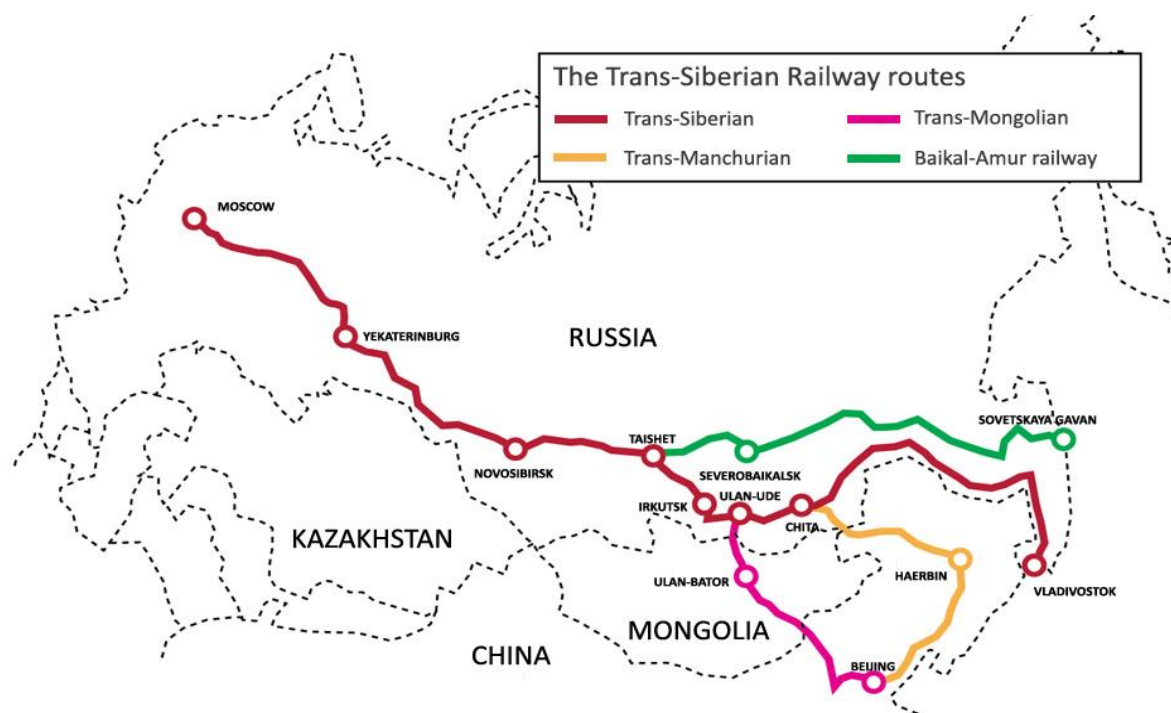 The Trans-Siberian Railway routes
Trans-Siberian
Trans-Mongolian
Trans-Manchurian
Baikal-Amur railway
MOSCOW
YEKATERINBURG
RUSSIA
SOVETSKAYA GAVAN
TAISHET
NOVOSIBIRSK
SEVEROBAIKALSK
ULAN-UDE
IRKUTSK
CHITA
KAZAKHSTAN
HAERBIN
ULAN-BATOR
VLADIVOSTOK
MONGOLIA
CHINA
BEIJING